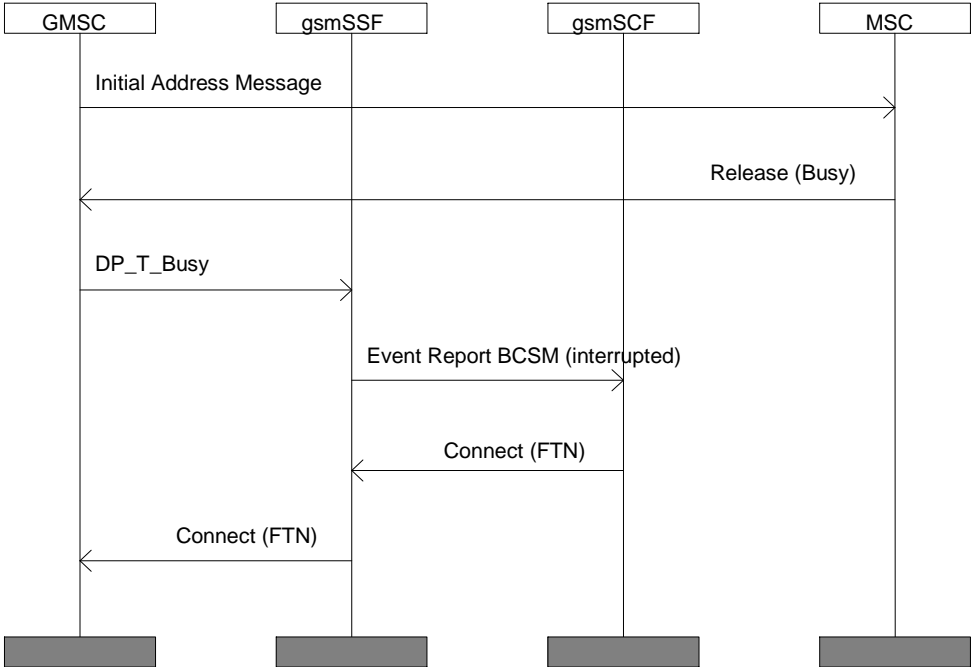 GMSC gsmSSF gsmSCF MSC
Initial Address Message
Release (Busy)
DP_T_Busy
Event Report BCSM (interrupted)
Connect (FTN)
Connect (FTN)